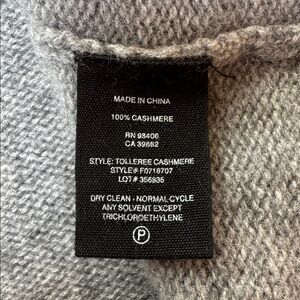 MADE IN CHINA
100% CASHMERE
RN 93406
CA 39882
STYLE: TOLLEREE CASHMERE
STYLE# F0718707
LOT# 356935
DRY CLEAN - NORMAL CYCLE
ANY SOLVENT EXCEPT
TRICHLOROETHYLENE
P